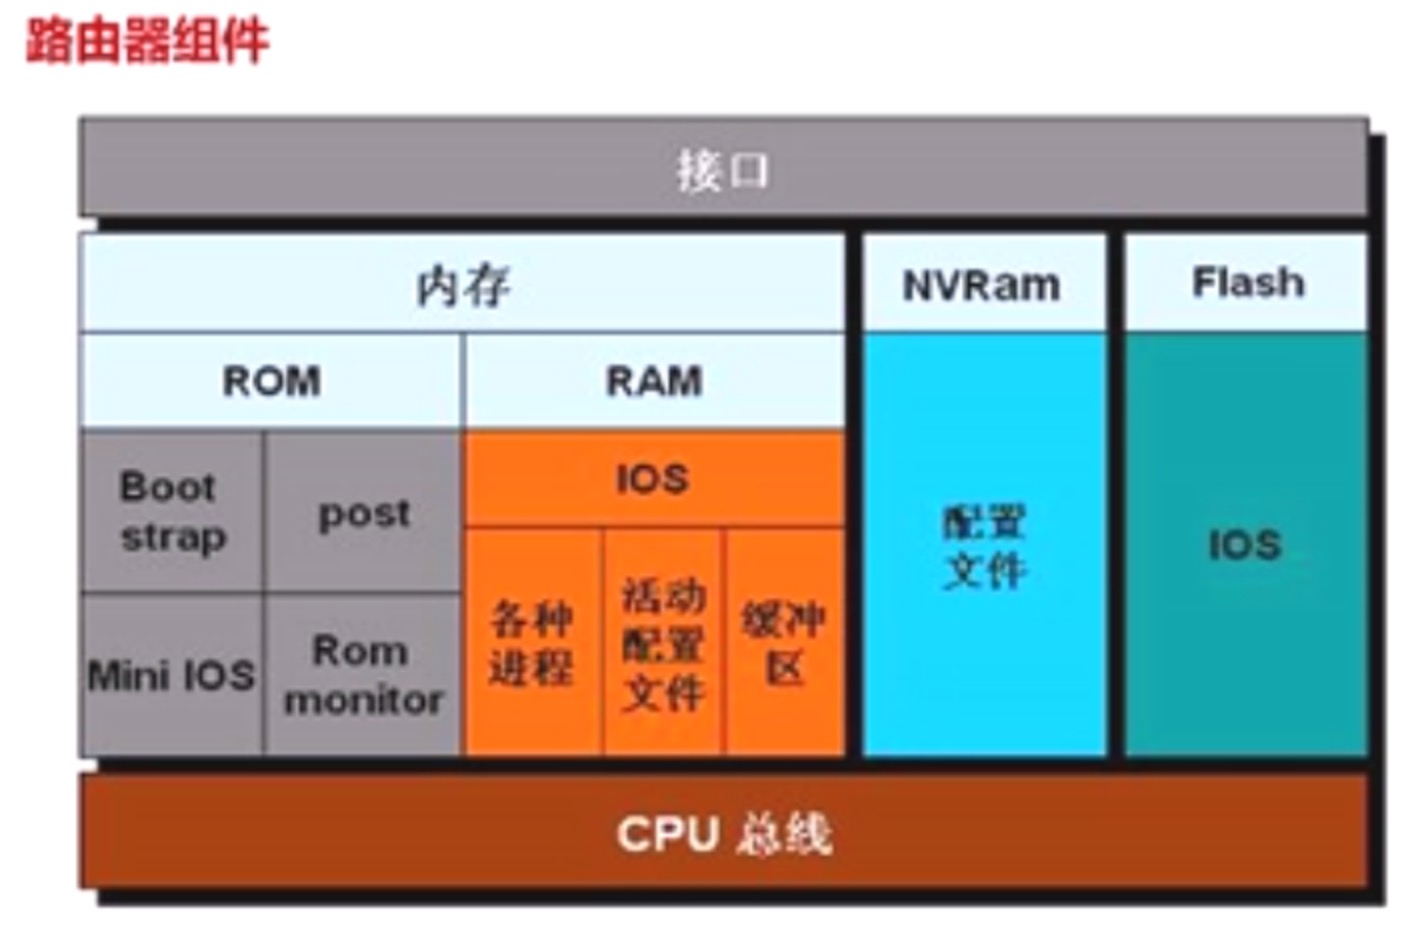 路由器组件
接口
内存
NVRam
Flash
ROM
RAM
Boot
strap
post
IOS
Mini IOS
Rom
monitor
各种
进程
活动
配置
文件
缓冲
区
配置
文件
IOS
CPU 总线